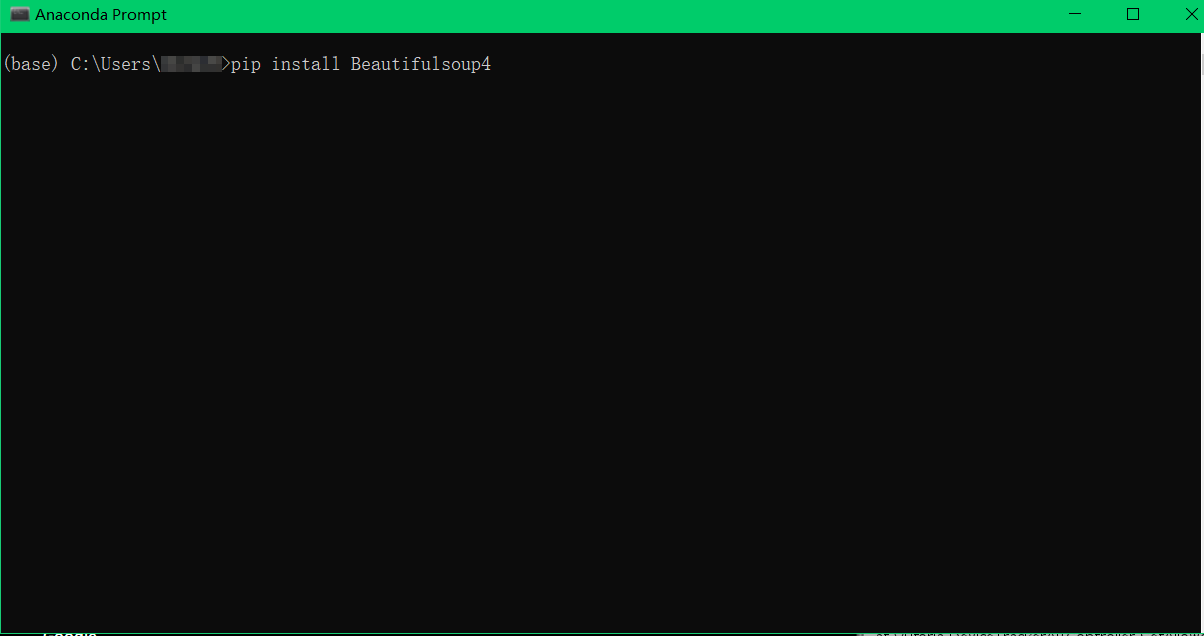 Anaconda Prompt
(base) C:\Users\ >pip install Beautifulsoup4